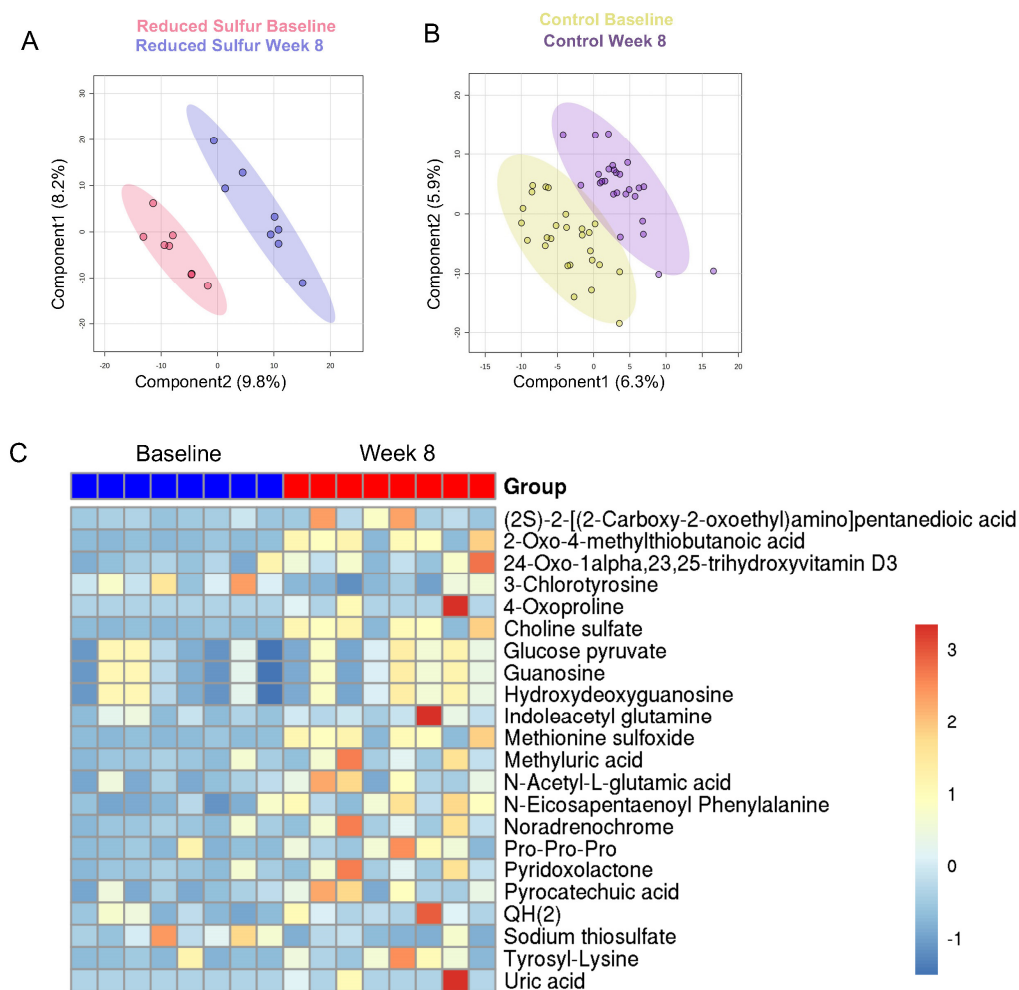 A
Reduced Sulfur Baseline
Reduced Sulfur Week 8
Component1 (8.2%)
30
20
10
0
-10
-20
-20
-10
0
10
20
Component2 (9.8%)
B
Control Baseline
Control Week 8
Component2 (5.9%)
20
10
0
-10
-20
-15
-10
-5
0
5
10
15
20
Component1 (6.3%)
C
Baseline
Week 8
Group
(2S)-2-[(2-Carboxy-2-oxoethyl)amino]pentanedioic acid
2-Oxo-4-methylthiobutanoic acid
24-Oxo-1alpha,23,25-trihydroxyvitamin D3
3-Chlorotyrosine
4-Oxoproline
Choline sulfate
Glucose pyruvate
Guanosine
Hydroxydeoxyguanosine
Indoleacetyl glutamine
Methionine sulfoxide
Methyluric acid
N-Acetyl-L-glutamic acid
N-Eicosapentaenoyl Phenylalanine
Noradrenochrome
Pro-Pro-Pro
Pyridoxolactone
Pyrocatechuic acid
QH(2)
Sodium thiosulfate
Tyrosyl-Lysine
Uric acid
3
2
1
0
-1